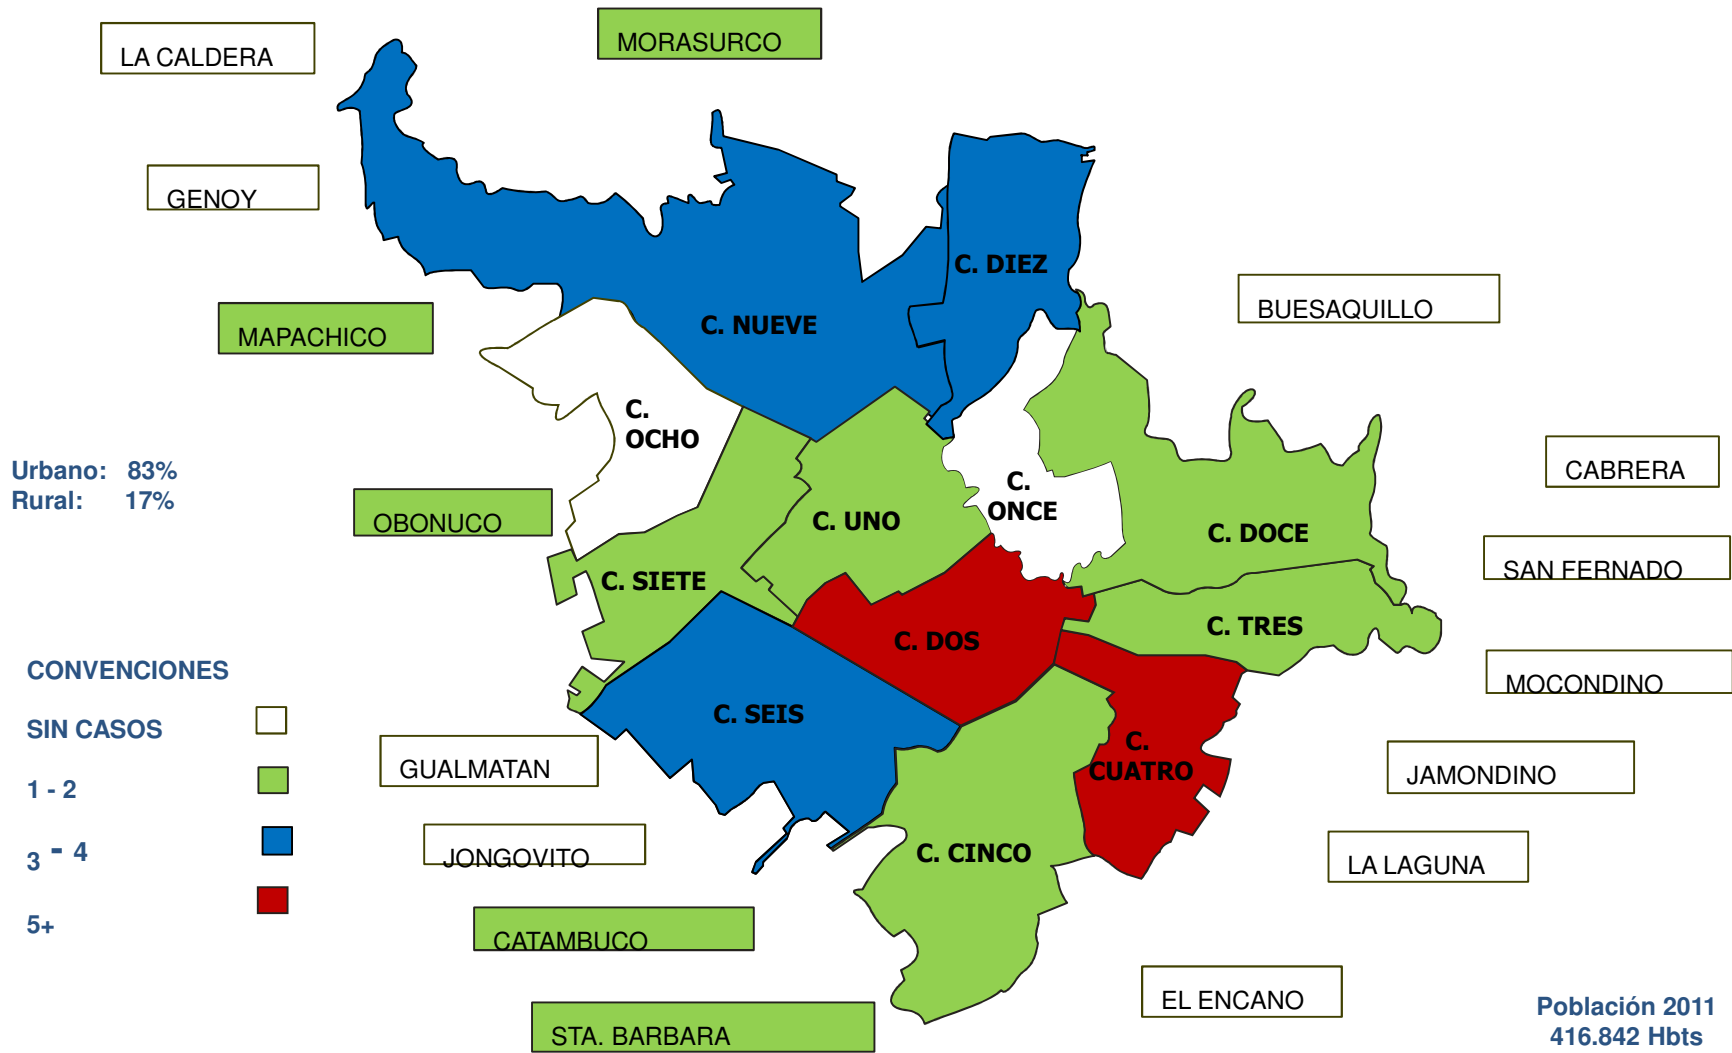 LA CALDERA
MORASURCO
GENOY
C. DIEZ
BUESAQUILLO
MAPACHICO
C. NUEVE
C.
OCHO
CABRERA
Urbano: 83%
Rural: 17%
OBONUCO
C. UNO
C.
ONCE
C. DOCE
SAN FERNADO
C. SIETE
C. TRES
C. DOS
CONVENCIONES
MOCONDINO
SIN CASOS
C. SEIS
C.
CUATRO
GUALMATAN
JAMONDINO
1 - 2
3 - 4
JONGOVITO
C. CINCO
LA LAGUNA
5+
CATAMBUCO
EL ENCANO
STA. BARBARA
Población 2011
416.842 Hbts